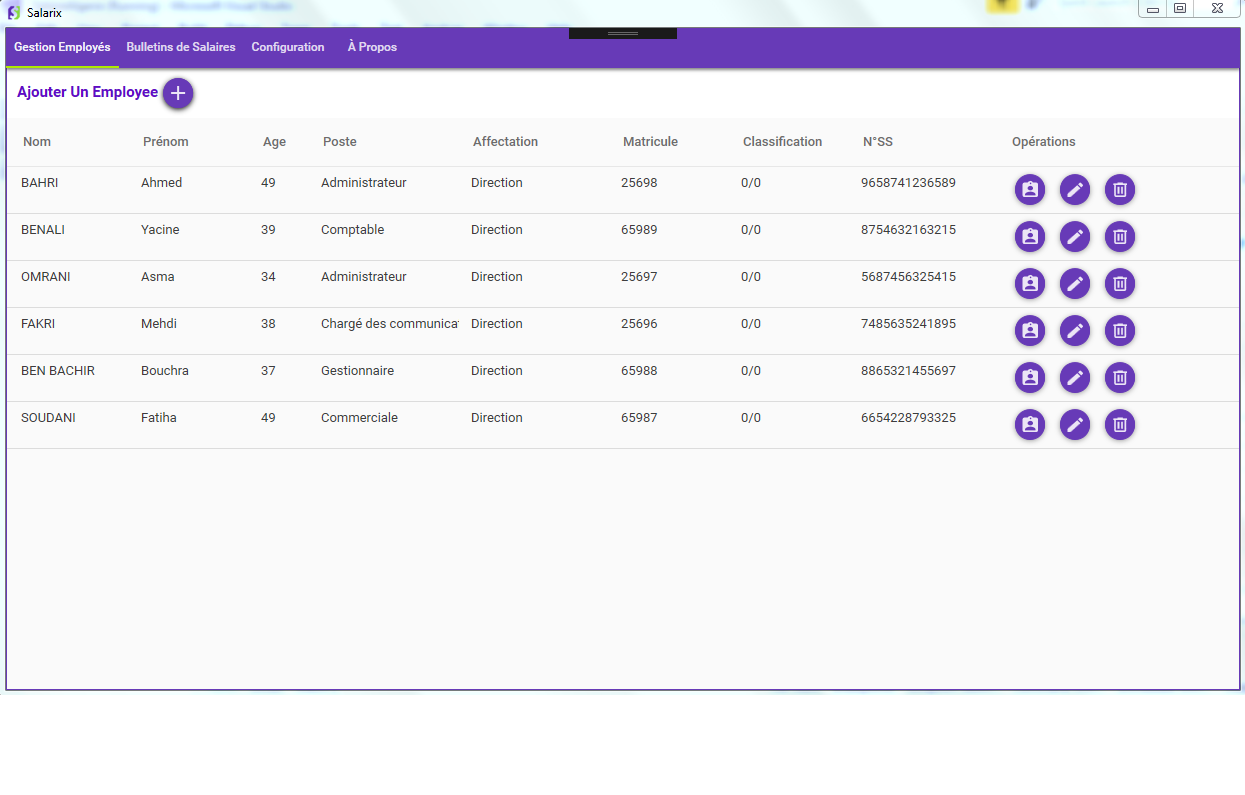 Salarix
Gestion Employés Bulletins de Salaires Configuration À Propos
Ajouter Un Employee
Nom Prénom Age Poste Affectation Matricule Classification N°SS Opérations
BAHRI Ahmed 49 Administrateur Direction 25698 0/0 9658741236589
BENALI Yacine 39 Comptable Direction 65989 0/0 8754632163215
OMRANI Asma 34 Administrateur Direction 25697 0/0 5687456325415
FAKRI Mehdi 38 Chargé des communicat Direction 25696 0/0 7485635241895
BEN BACHIR Bouchra 37 Gestionnaire Direction 65988 0/0 8865321455697
SOUDANI Fatiha 49 Commerciale Direction 65987 0/0 6654228793325